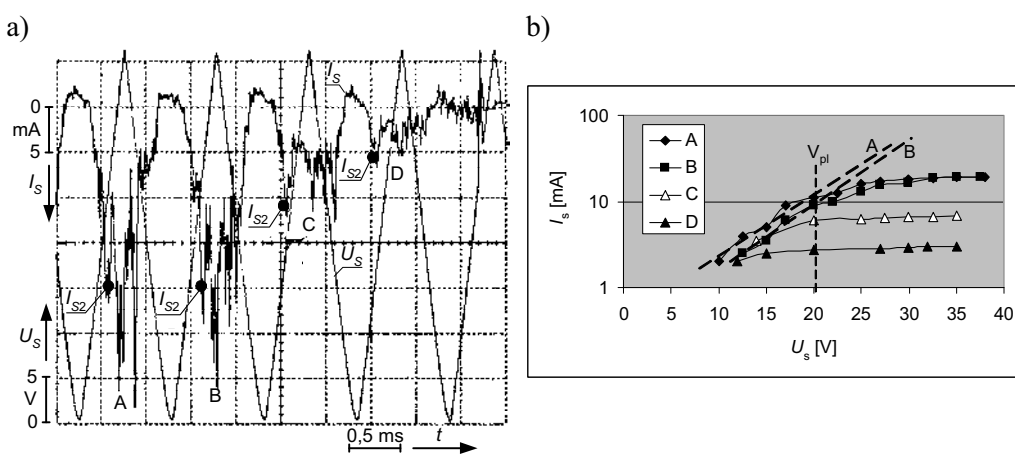 a)
I_S
0
mA
5
I_S
I_S2
D
I_S2
C
U_S
I_S2
I_S2
U_S
5
V
0
A
B
0,5 ms
t
b)
100
10
1
I_s [mA]
A
B
C
D
V_pl
A
B
0 5 10 15 20 25 30 35 40
U_s [V]